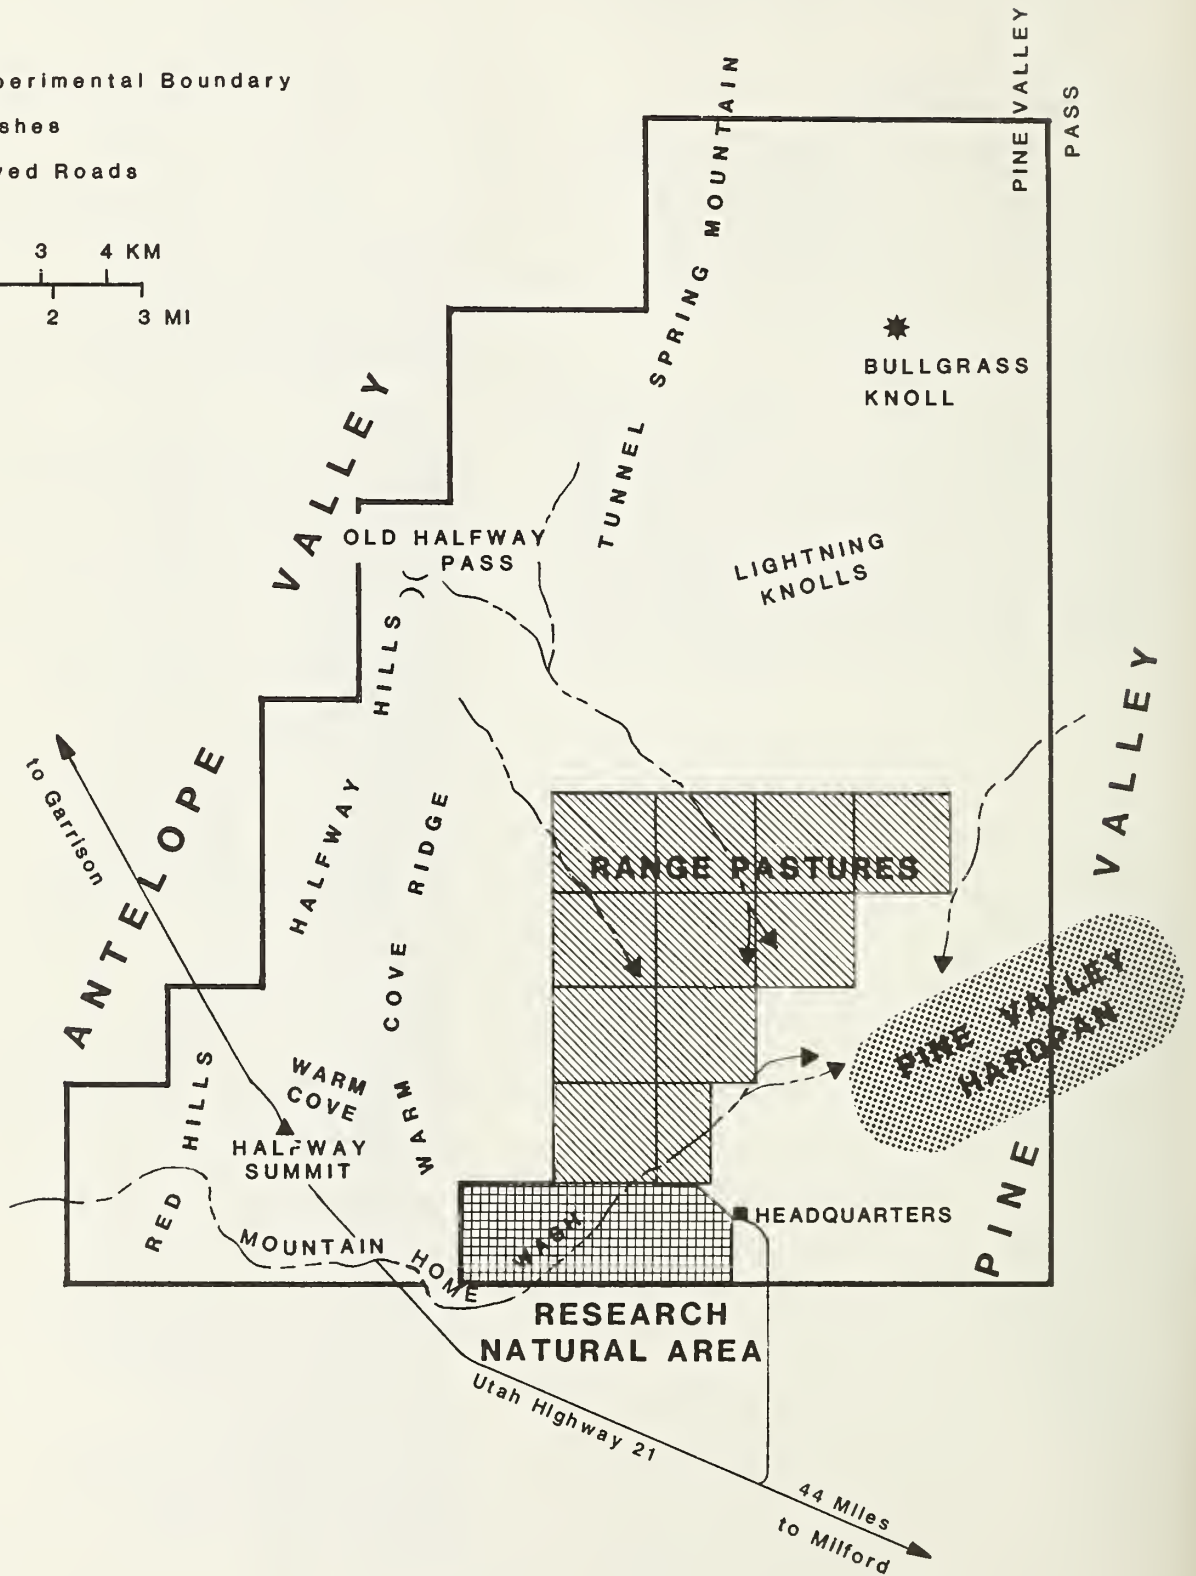 perimental Boundary
shes
ved Roads
3 4 KM
2 3 MI
PINE VALLEY
PASS
TUNNEL SPRING MOUNTAIN
BULLGRASS
KNOLL
ANTELOPE VALLEY
OLD HALFWAY
PASS
LIGHTNING
KNOLLS
HALFWAY HILLS
to Garrison
WARM COVE RIDGE
RANGE PASTURES
PINE VALLEY
PINE VALLEY
HARDPAN
WARM
COVE
HALFWAY
SUMMIT
RED HILLS
MOUNTAIN HOME WASH
HEADQUARTERS
RESEARCH
NATURAL AREA
Utah Highway 21
44 Miles
to Milford